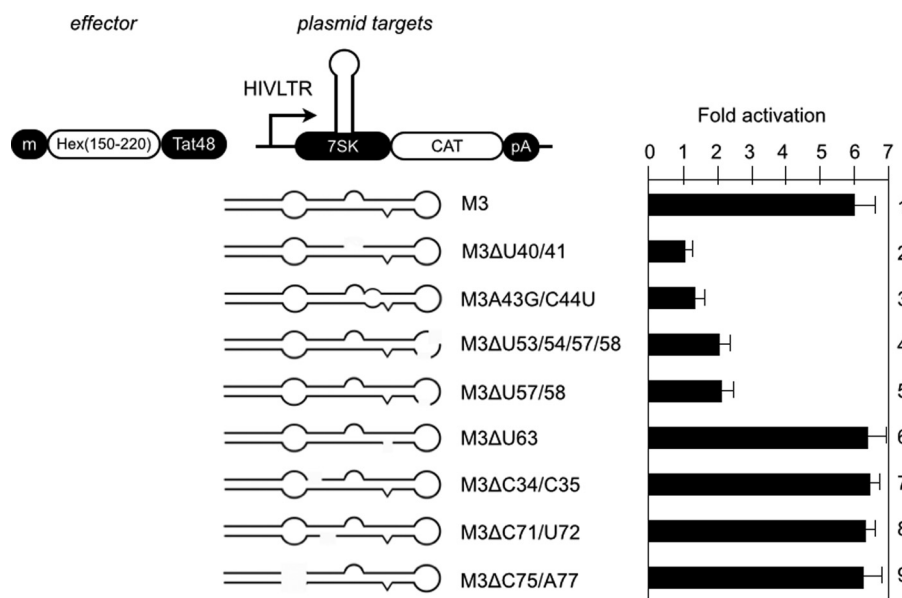 effector
plasmid targets
HIVLTR
m
Hex(150-220)
Tat48
7SK
CAT
pA
Fold activation
0 1 2 3 4 5 6 7
M3 1
M3ΔU40/41 2
M3A43G/C44U 3
M3ΔU53/54/57/58 4
M3ΔU57/58 5
M3ΔU63 6
M3ΔC34/C35 7
M3ΔC71/U72 8
M3ΔC75/A77 9